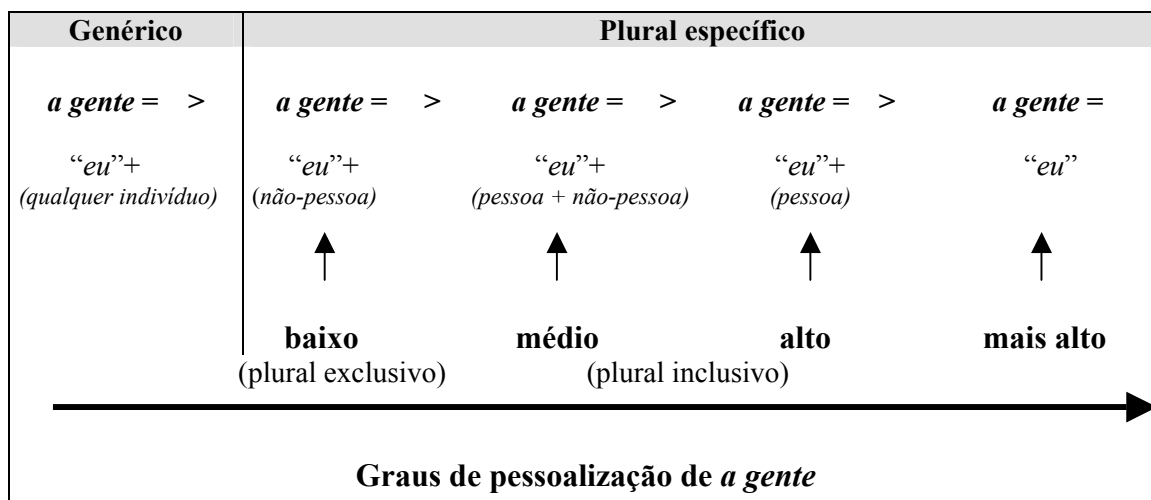 Genérico Plural específico
a gente = > a gente = > a gente = > a gente = > a gente =
“eu”+ “eu”+ “eu”+ “eu”+ “eu”
(qualquer indivíduo) (não-pessoa) (pessoa + não-pessoa) (pessoa)
baixo médio alto mais alto
(plural exclusivo) (plural inclusivo)
Graus de pessoalização de a gente